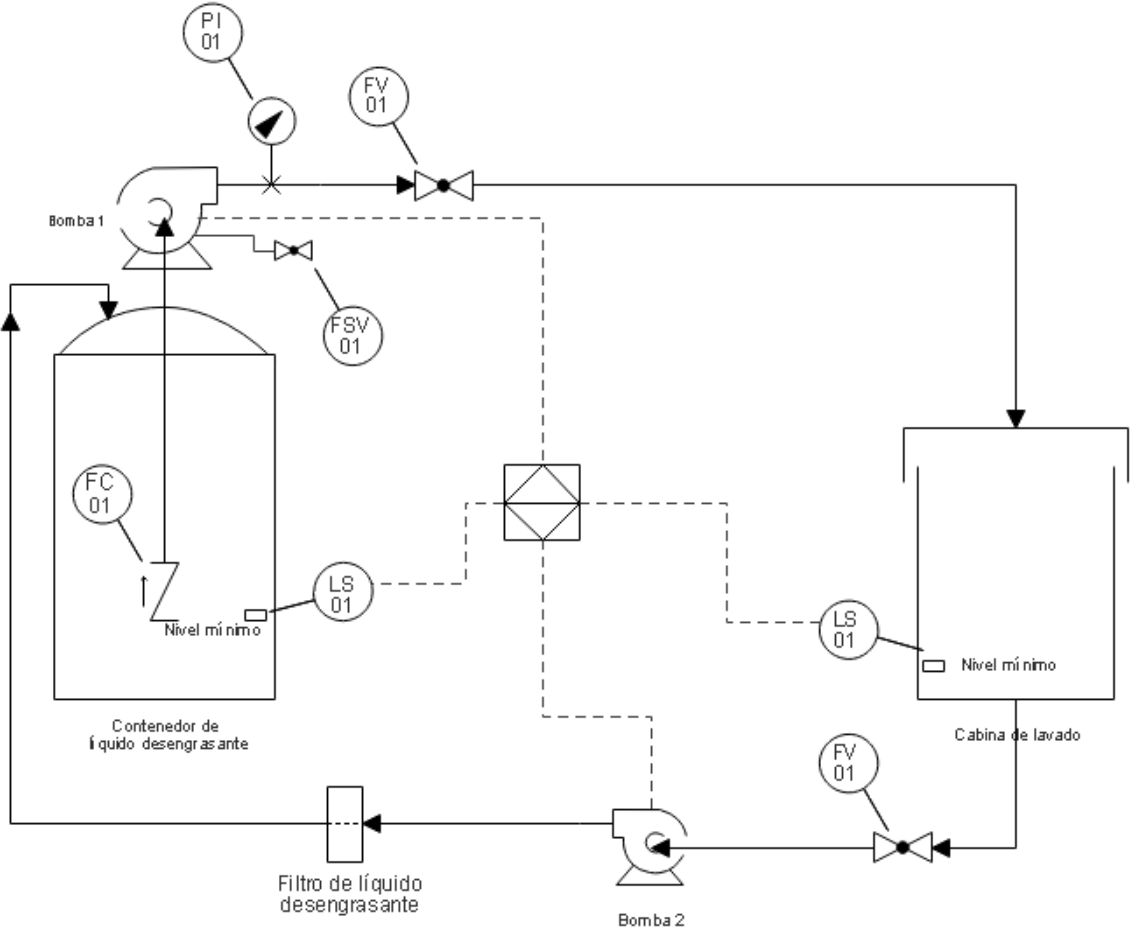 PI
01
FV
01
Bomba 1
FSV
01
FC
01
LS
01
Nivel mínimo
LS
01
Nivel mínimo
Contenedor de
líquido desengrasante
Cabina de lavado
FV
01
Filtro de líquido
desengrasante
Bomba 2